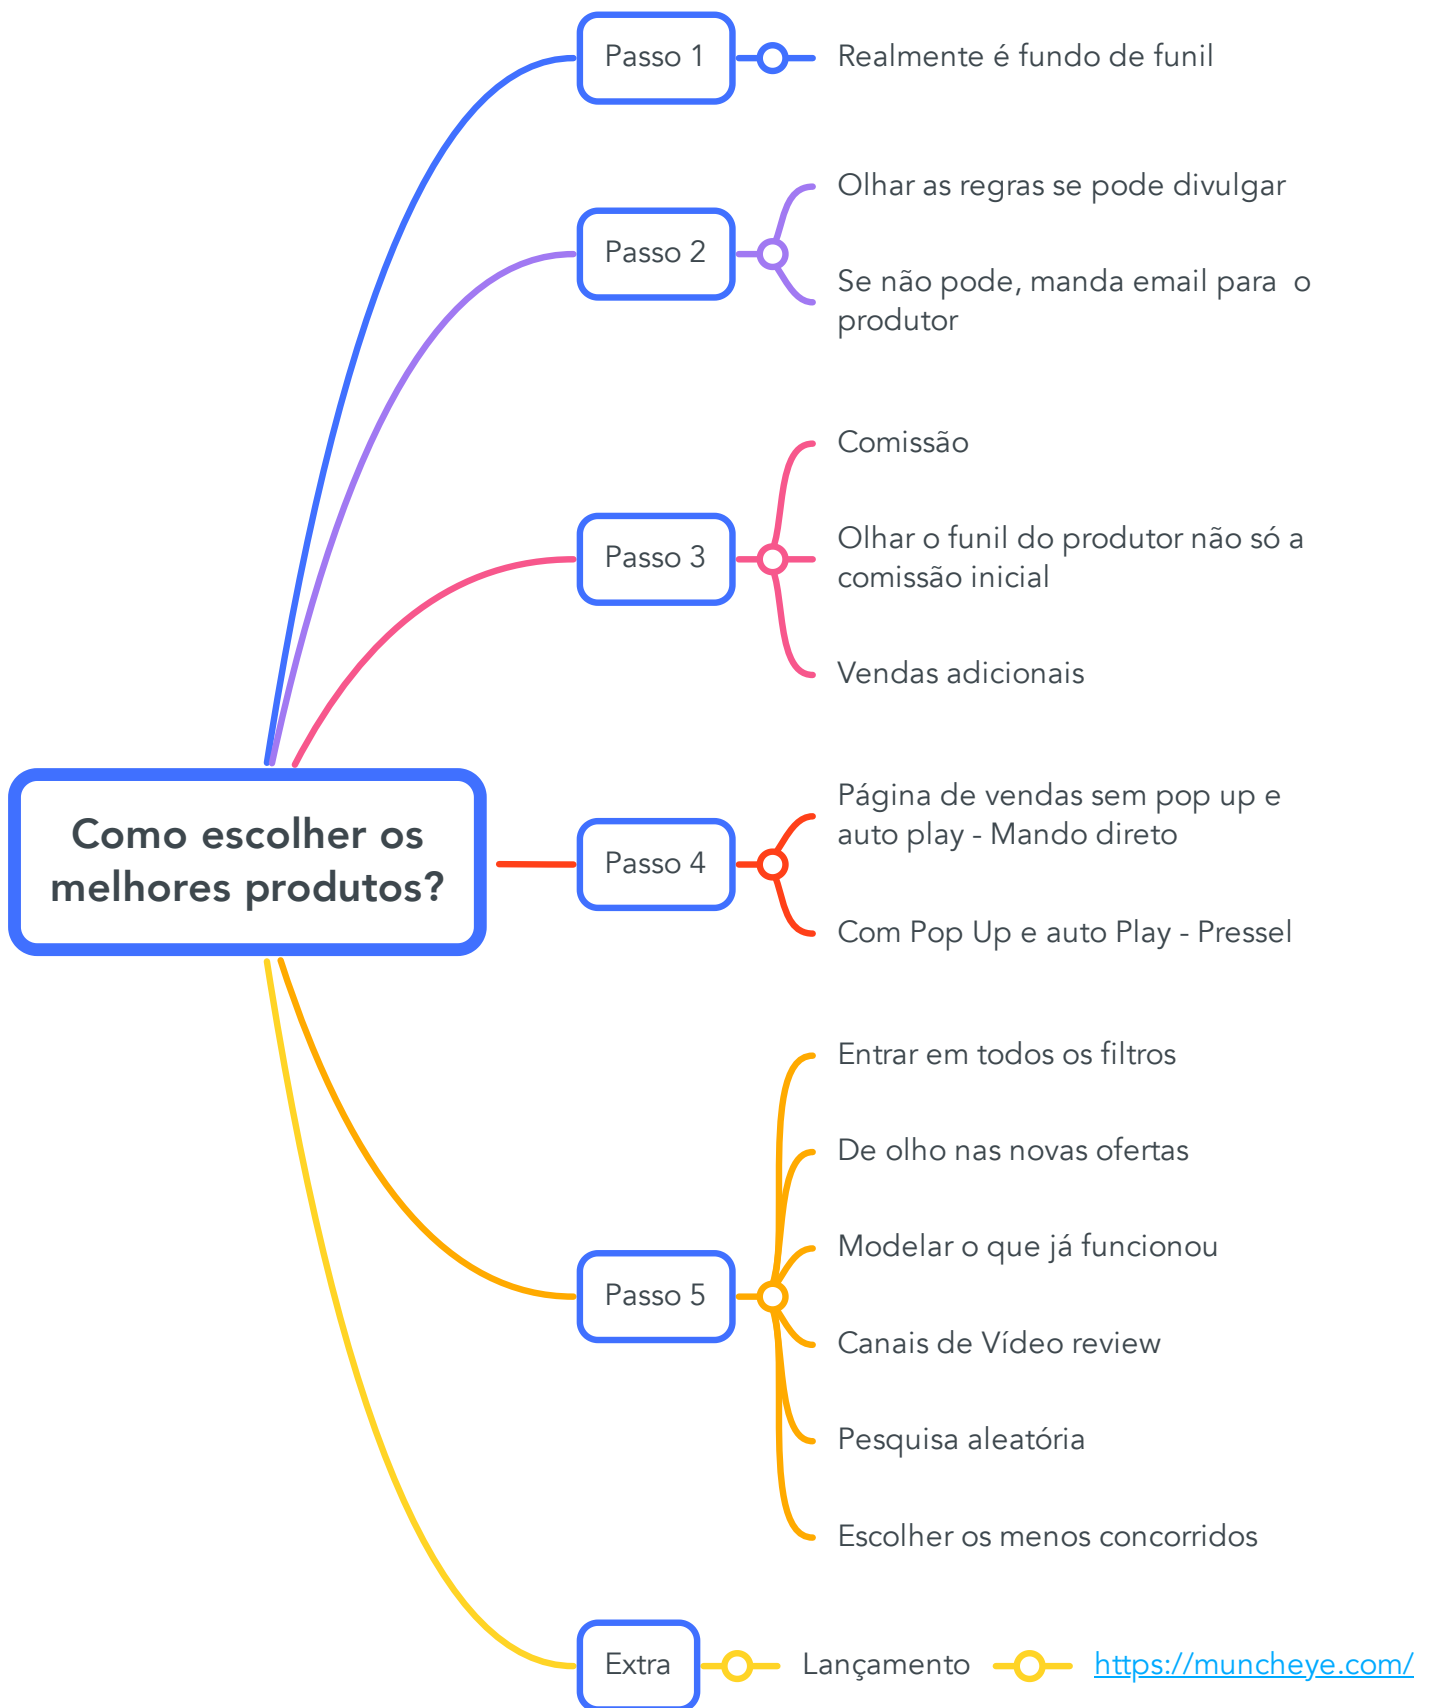 Passo 1
Realmente é fundo de funil
Passo 2
Olhar as regras se pode divulgar
Se não pode, manda email para  o
produtor
Passo 3
Comissão
Olhar o funil do produtor não só a
comissão inicial
Vendas adicionais
Como escolher os
melhores produtos?
Passo 4
Página de vendas sem pop up e
auto play - Mando direto
Com Pop Up e auto Play - Pressel
Passo 5
Entrar em todos os filtros
De olho nas novas ofertas
Modelar o que já funcionou
Canais de Vídeo review
Pesquisa aleatória
Escolher os menos concorridos
Extra
Lançamento
https://muncheye.com/